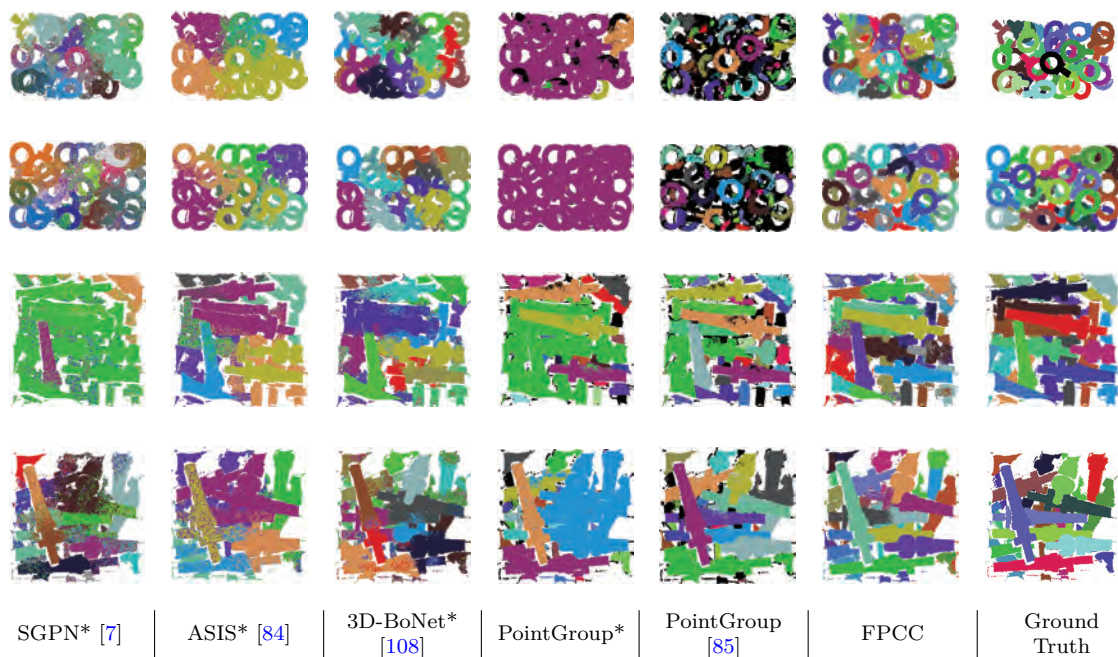 SGPN* [7]
ASIS* [84]
3D-BoNet*
[108]
PointGroup*
PointGroup
[85]
FPCC
Ground
Truth